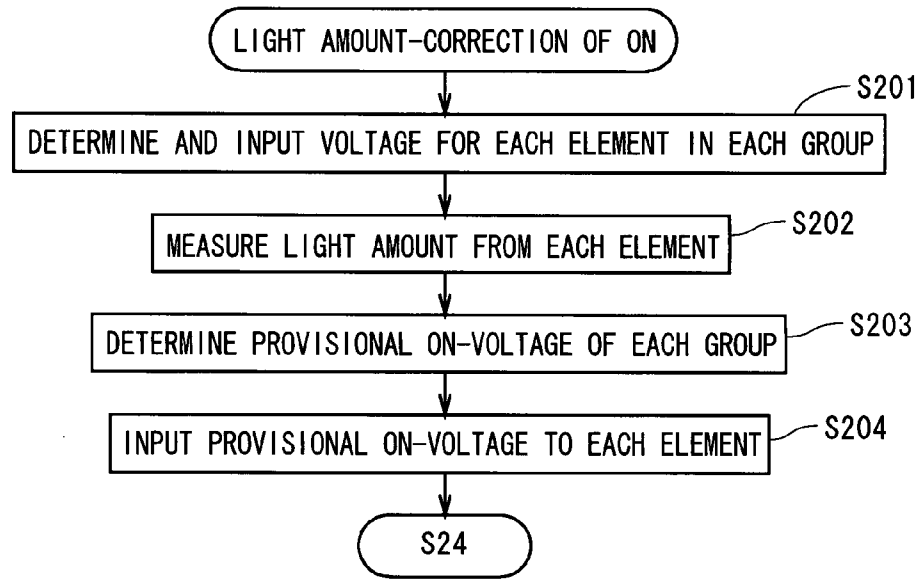 LIGHT AMOUNT-CORRECTION OF ON
S201
DETERMINE AND INPUT VOLTAGE FOR EACH ELEMENT IN EACH GROUP
S202
MEASURE LIGHT AMOUNT FROM EACH ELEMENT
S203
DETERMINE PROVISIONAL ON-VOLTAGE OF EACH GROUP
S204
INPUT PROVISIONAL ON-VOLTAGE TO EACH ELEMENT
S24